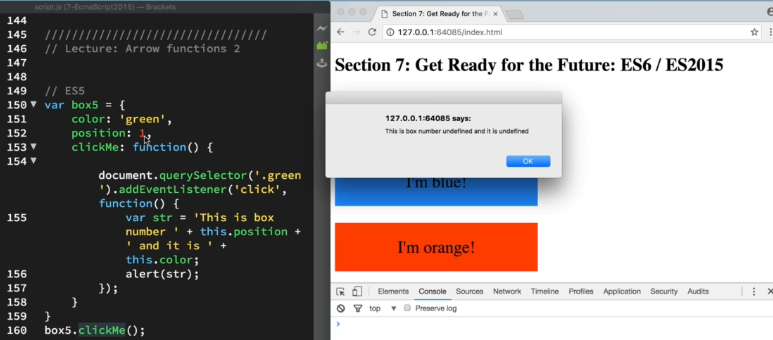 script.js (7-EcmaScript2015) — Brackets
144
145 /////////////////////////////////
146 // Lecture: Arrow functions 2
147
148
149 // ES5
150 var box5 = {
151 color: 'green',
152 position: 1,
153 clickMe: function() {
154
document.querySelector('.green
').addEventListener('click',
function() {
155 var str = 'This is box
number ' + this.position +
' and it is ' +
this.color;
156 alert(str);
157 });
158 }
159 }
160 box5.clickMe();
Section 7: Get Ready for the F
127.0.0.1:64085/index.html
Section 7: Get Ready for the Future: ES6 / ES2015
127.0.0.1:64085 says:
This is box number undefined and it is undefined
OK
I'm blue!
I'm orange!
Elements Console Sources Network Timeline Profiles Application Security Audits
top Preserve log